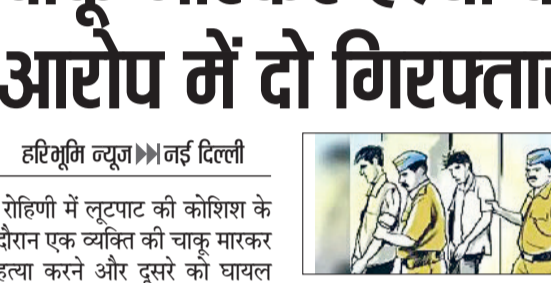 आरोप में दो गिरफ्तार
हरिभूमि न्यूज नई दिल्ली
रोहिणी में लूटपाट की कोशिश के
दौरान एक व्यक्ति की चाकू मारकर
हत्या करने और दूसरे को घायल